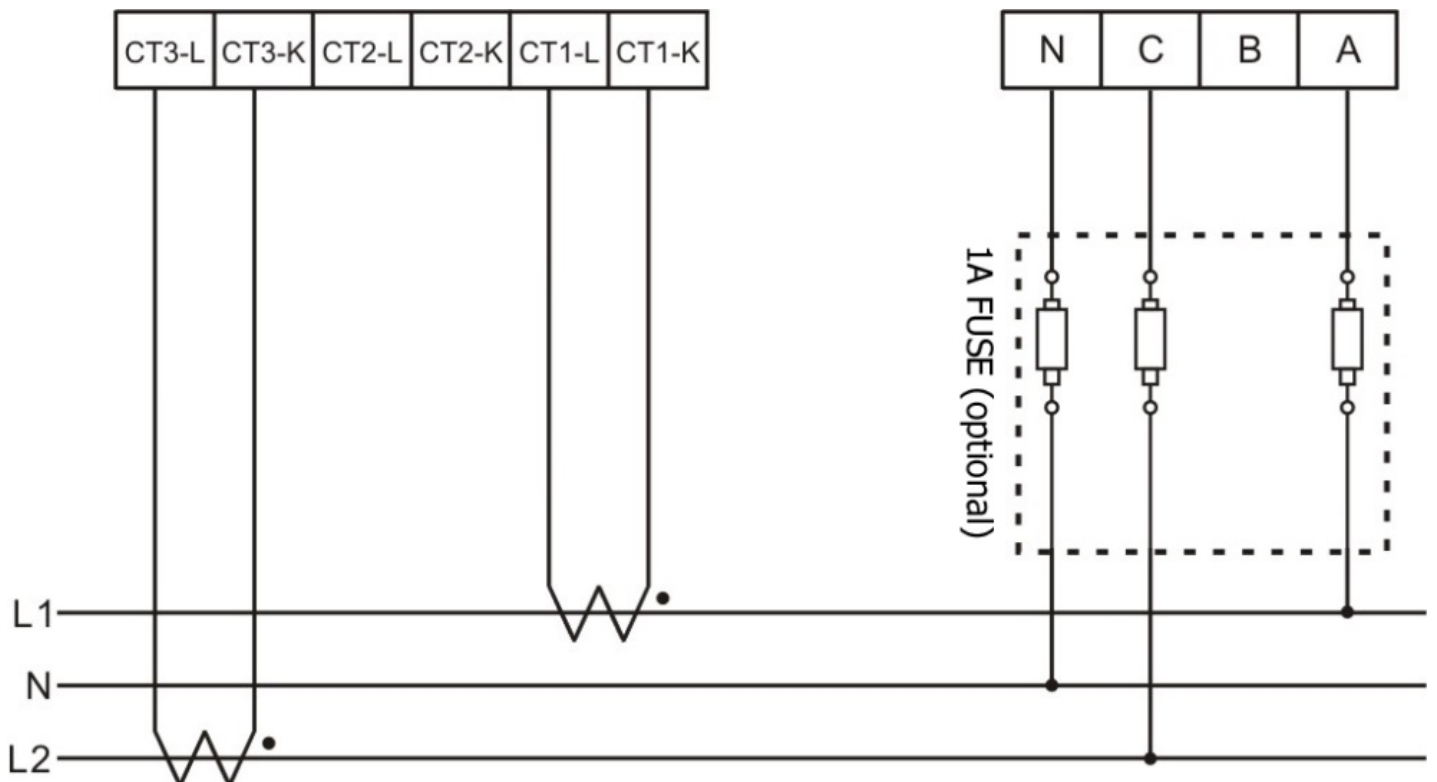 CT3-L CT3-K CT2-L CT2-K CT1-L CT1-K
N C B A
1A FUSE (optional)
L1
N
L2